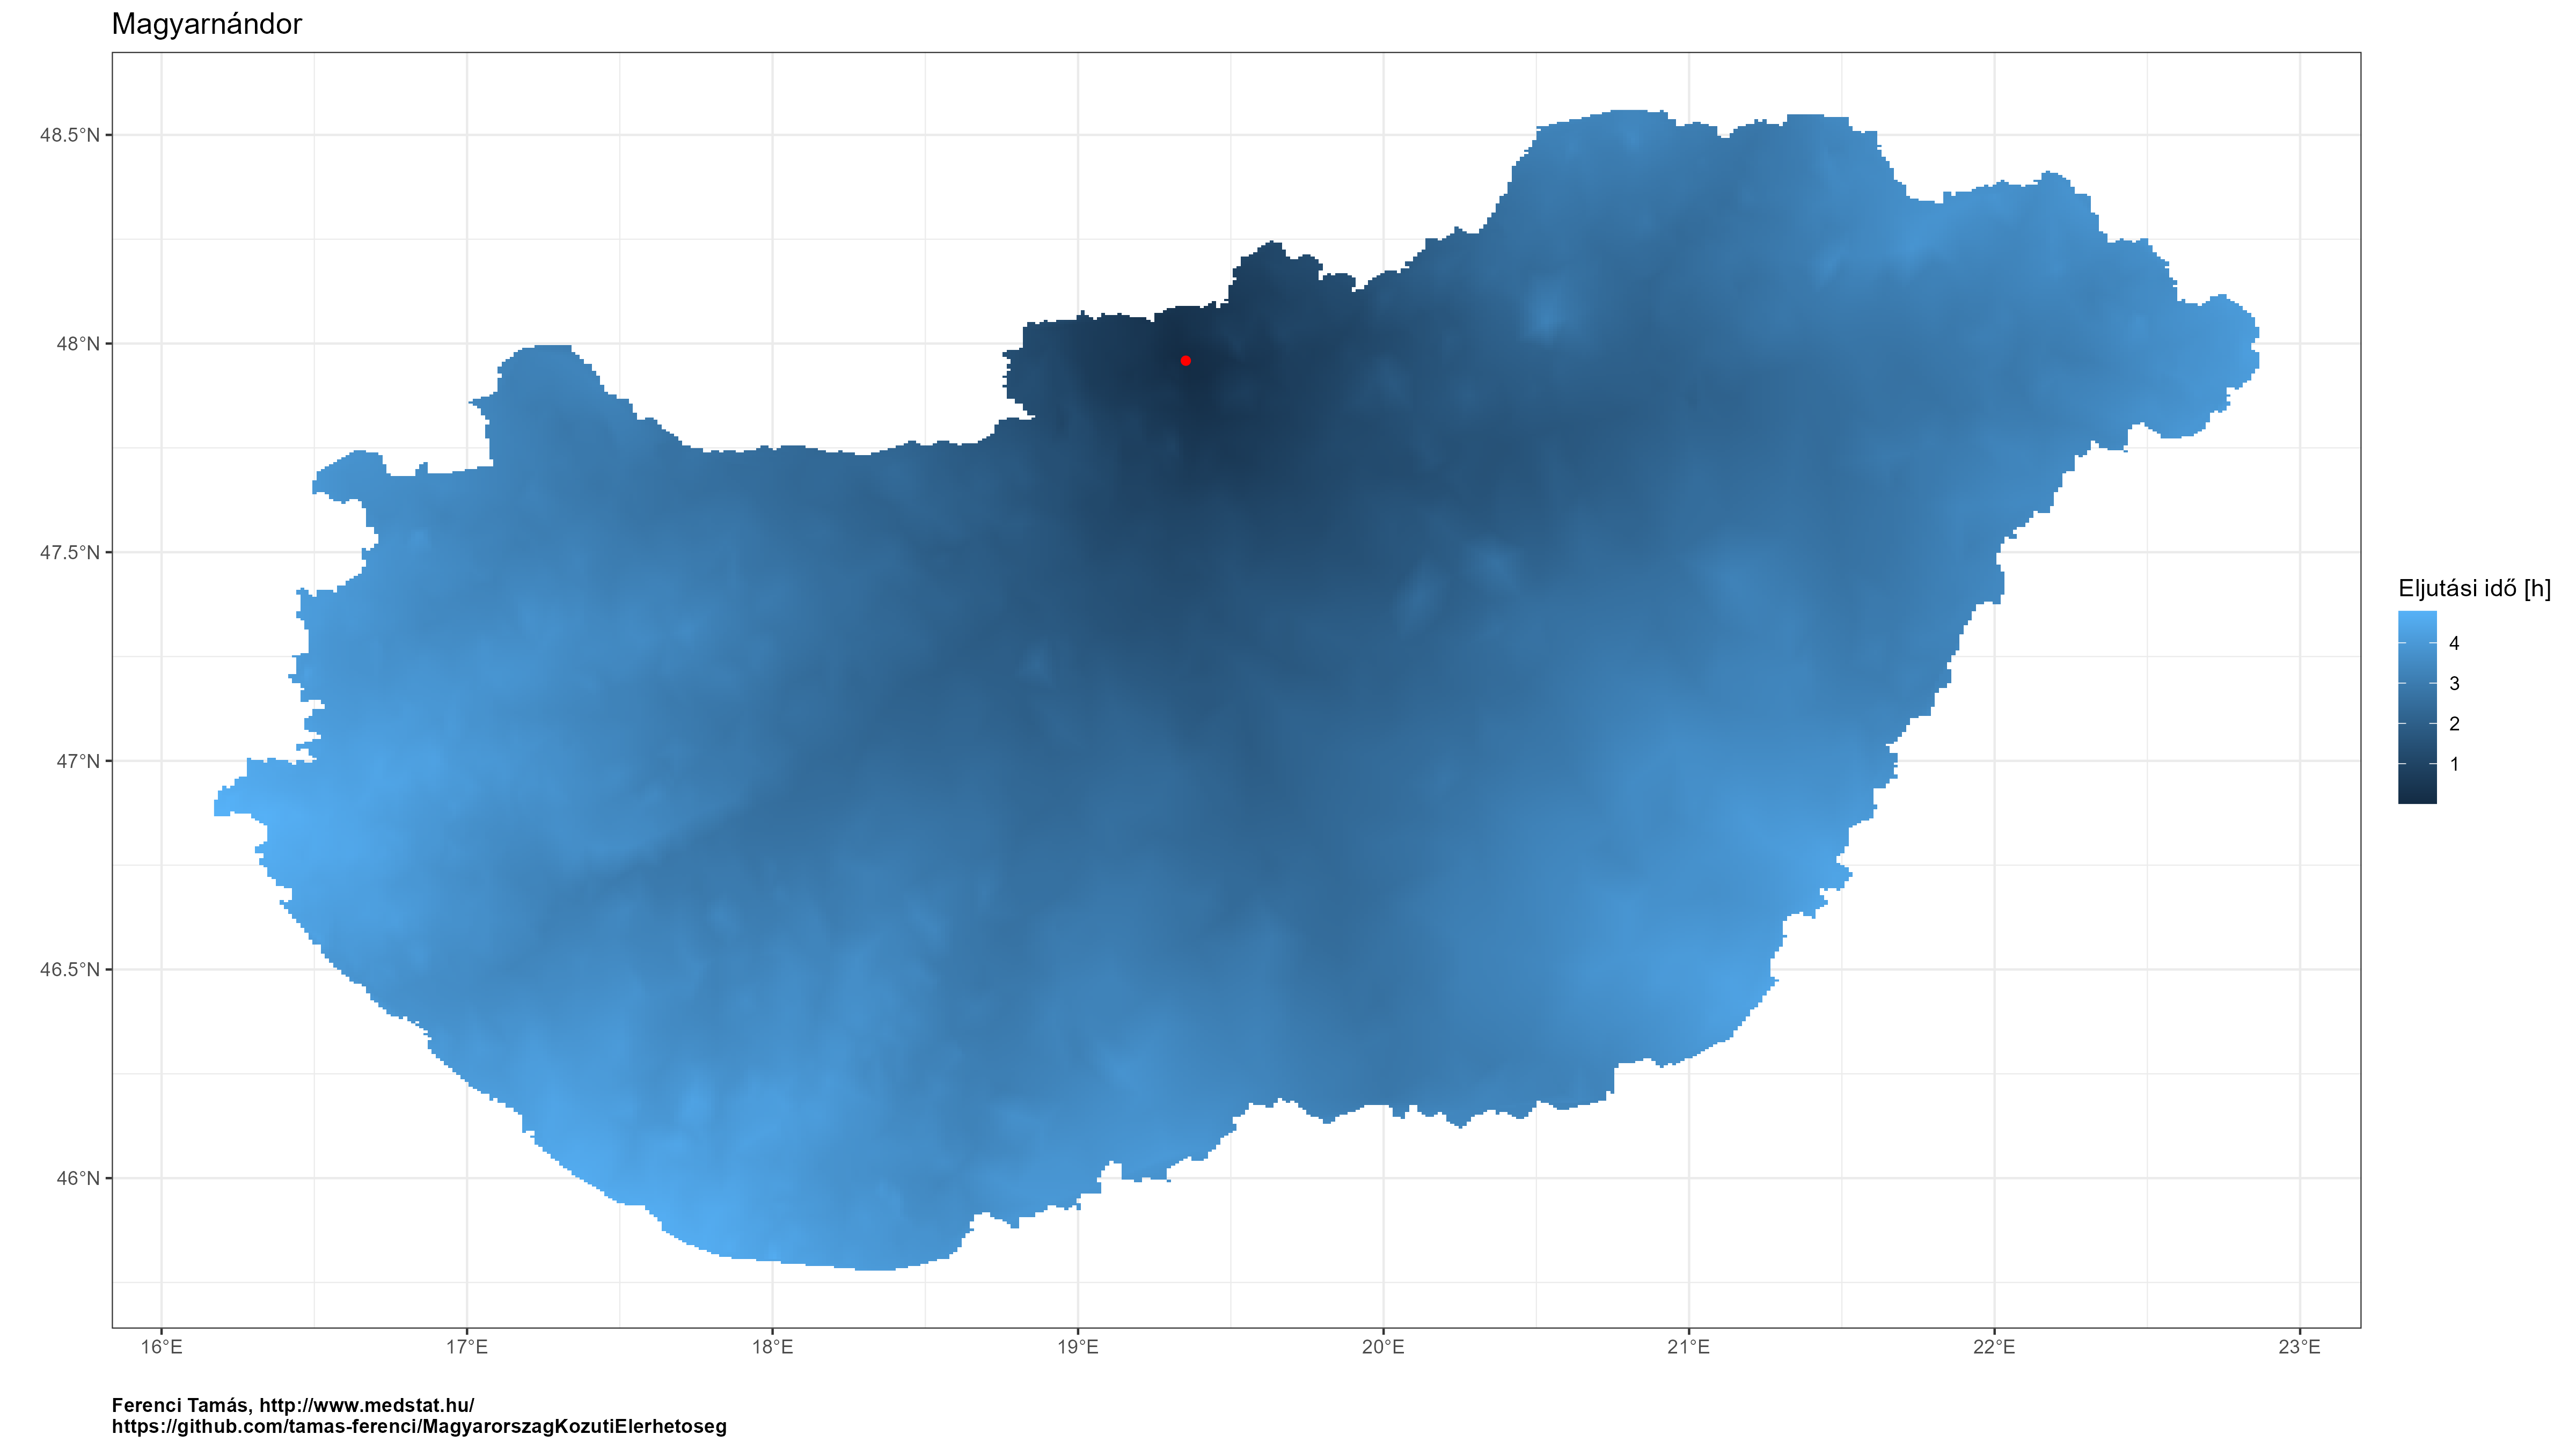 Magyarnándor
48.5°N
48°N
47.5°N
47°N
46.5°N
46°N
16°E 17°E 18°E 19°E 20°E 21°E 22°E 23°E
Eljutási idő [h]
4
3
2
1
Ferenci Tamás, http://www.medstat.hu/
https://github.com/tamas-ferenci/MagyarorszagKozutiElerhetoseg